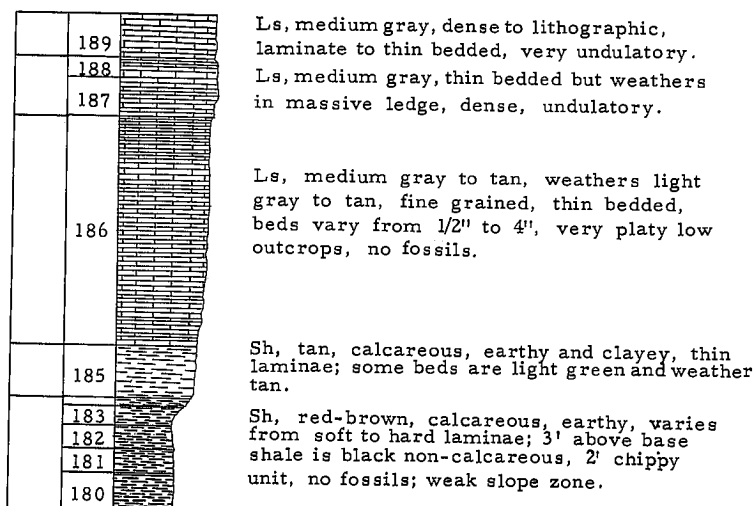 189
Ls, medium gray, dense to lithographic,
laminate to thin bedded, very undulatory.
188
187
Ls, medium gray, thin bedded but weathers
in massive ledge, dense, undulatory.
186
Ls, medium gray to tan, weathers light
gray to tan, fine grained, thin bedded,
beds vary from 1/2" to 4", very platy low
outcrops, no fossils.
185
Sh, tan, calcareous, earthy and clayey, thin
laminae; some beds are light green and weather
tan.
183
182
181
180
Sh, red-brown, calcareous, earthy, varies
from soft to hard laminae; 3' above base
shale is black non-calcareous, 2' chippy
unit, no fossils; weak slope zone.